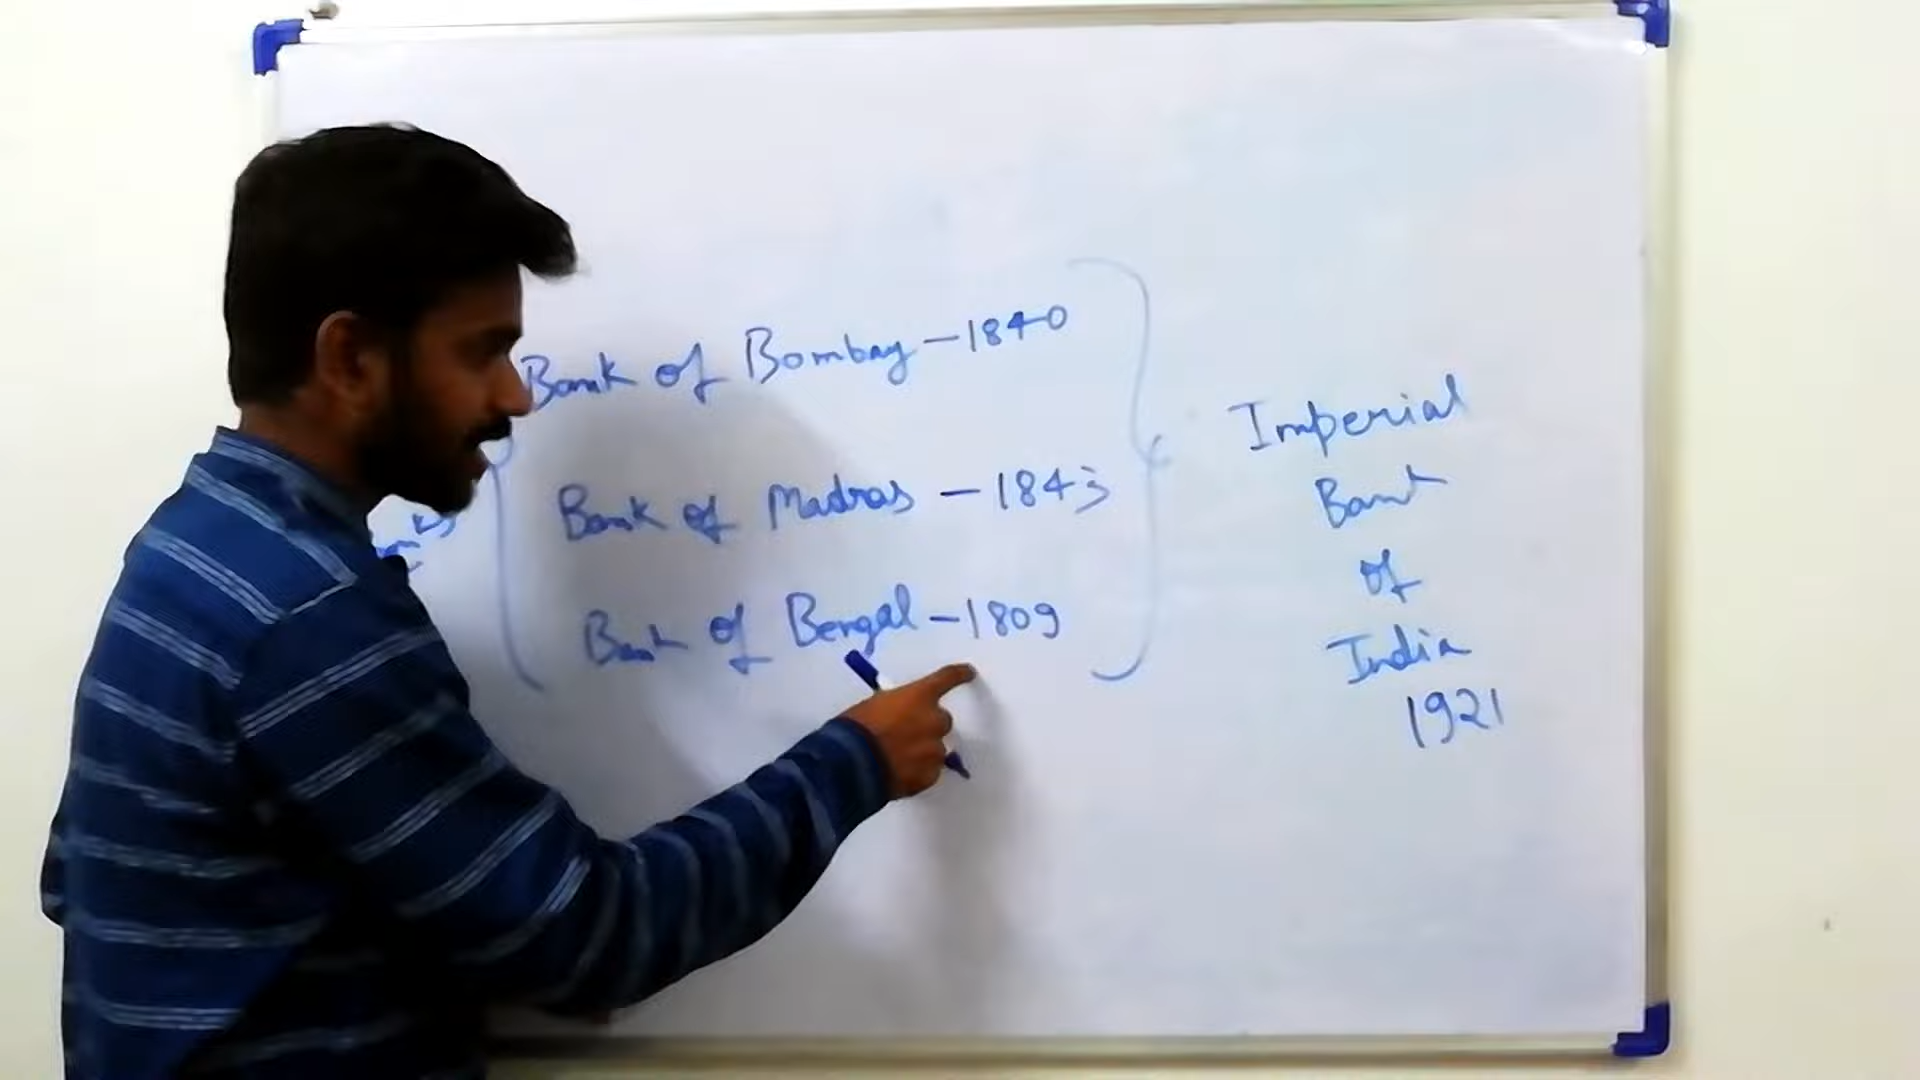 Bank of Bombay - 1840
Bank of Madras - 1843
Bank of Bengal - 1809
Imperial
Bank
of
India
1921